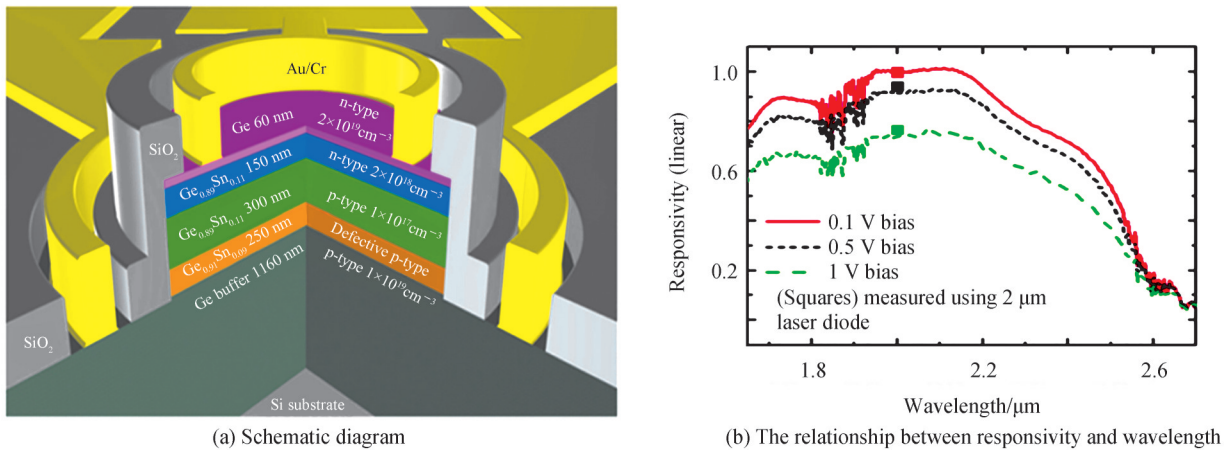 Au/Cr
Ge 60 nm
n-type
2×10¹⁹cm⁻³
SiO₂
Ge₀.₈₉Sn₀.₁₁ 150 nm
n-type 2×10¹⁸cm⁻³
Ge₀.₈₉Sn₀.₁₁ 300 nm
p-type 1×10¹⁷cm⁻³
Ge₀.₉₁Sn₀.₀₉ 250 nm
Defective p-type
Ge buffer 1160 nm
p-type 1×10¹⁹cm⁻³
SiO₂
Si substrate
(a) Schematic diagram
Responsivity (linear)
1.0
0.6
0.2
0.1 V bias
0.5 V bias
1 V bias
(Squares) measured using 2 μm
laser diode
1.8
2.2
2.6
Wavelength/μm
(b) The relationship between responsivity and wavelength